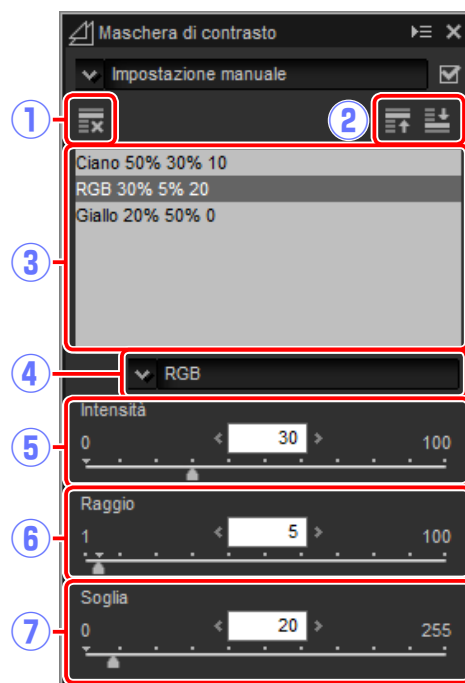 Maschera di contrasto
Impostazione manuale
1 2
Ciano 50% 30% 10
RGB 30% 5% 20
Giallo 20% 50% 0
3
4 RGB
Intensità
5 0 30 100
Raggio
6 1 5 100
Soglia
7 0 20 255